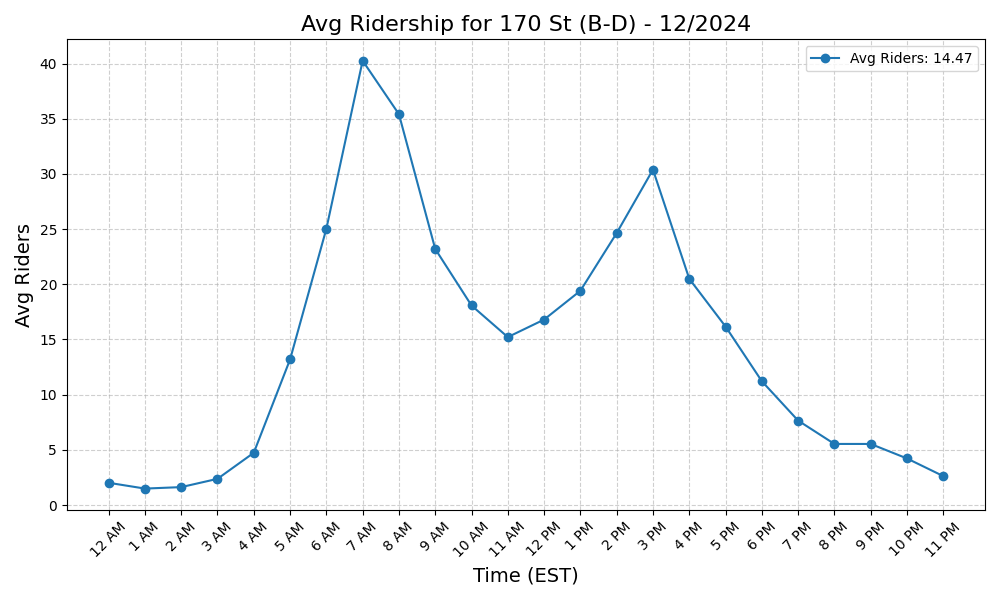 Avg Ridership for 170 St (B-D) - 12/2024
Avg Riders: 14.47
Avg Riders
40
35
30
25
20
15
10
5
0
12 AM
1 AM
2 AM
3 AM
4 AM
5 AM
6 AM
7 AM
8 AM
9 AM
10 AM
11 AM
12 PM
1 PM
2 PM
3 PM
4 PM
5 PM
6 PM
7 PM
8 PM
9 PM
10 PM
11 PM
Time (EST)